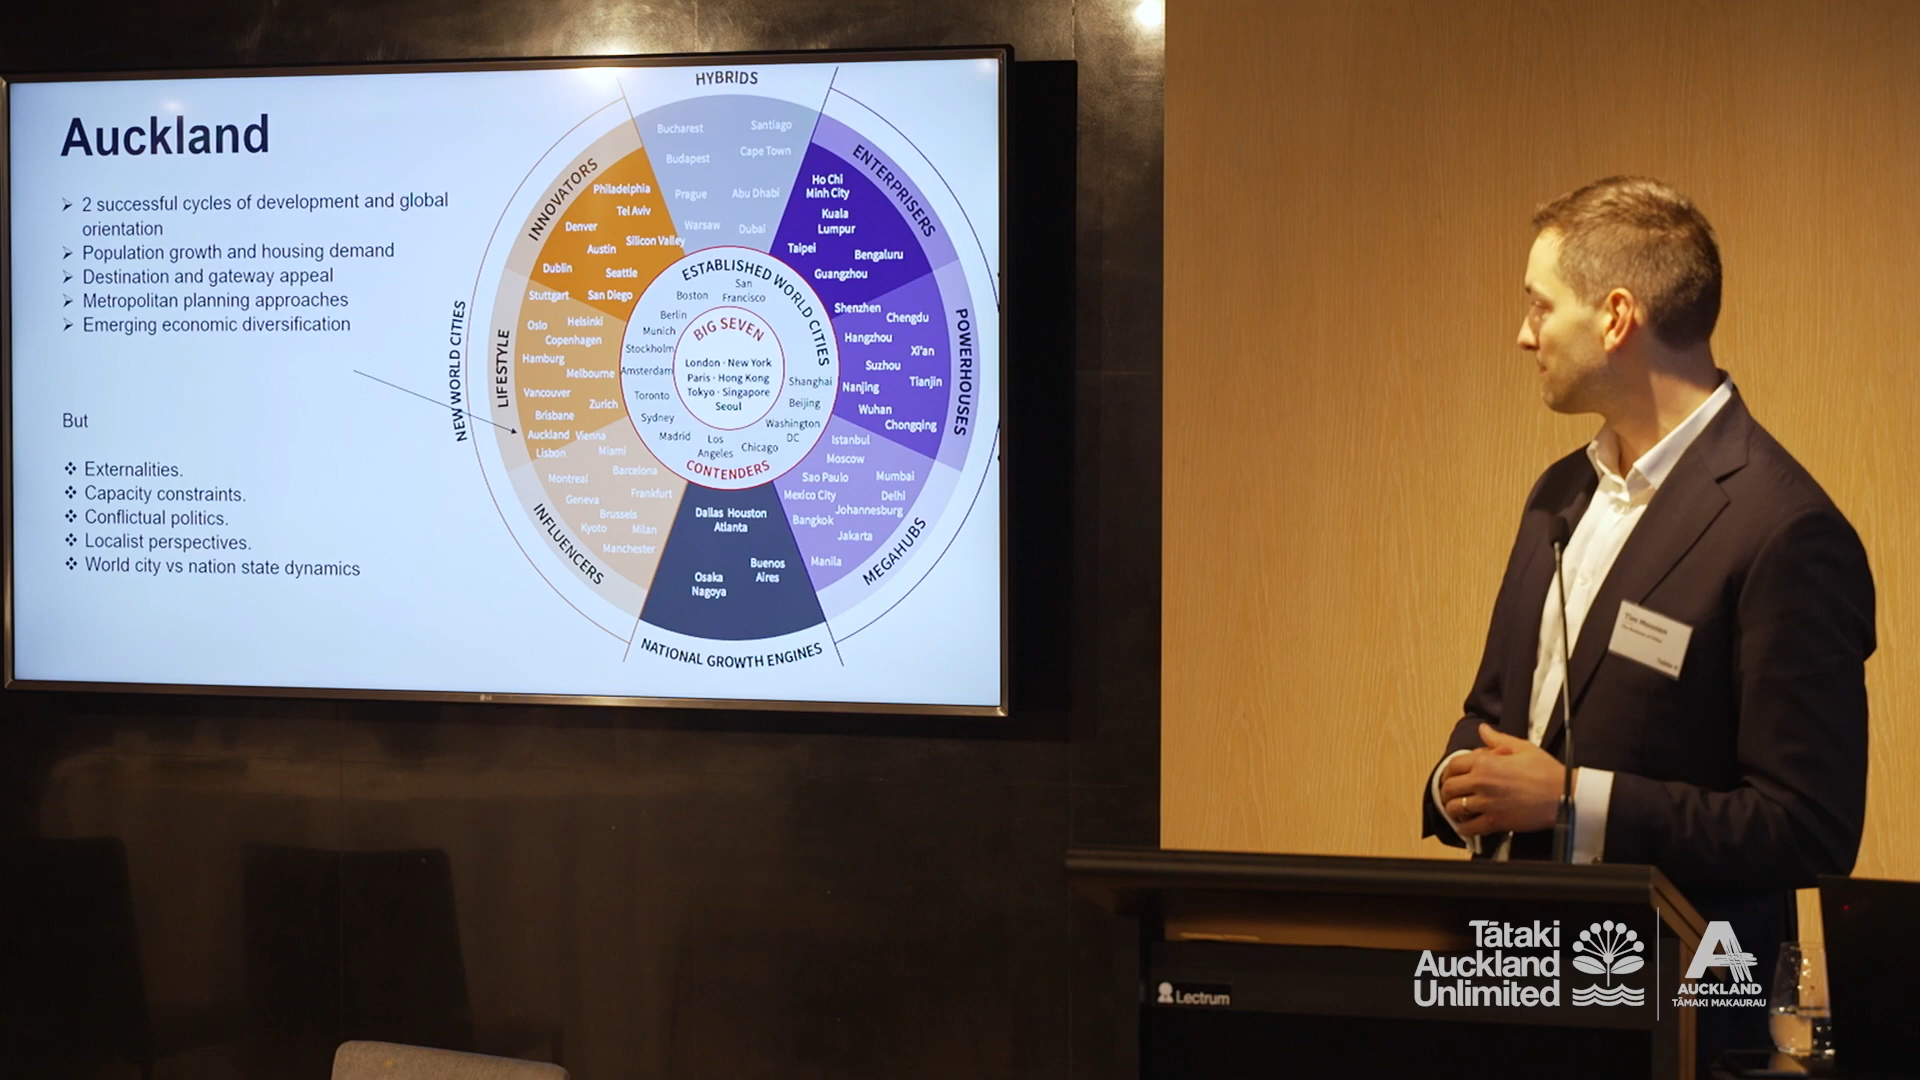 Auckland
2 successful cycles of development and global
orientation
Population growth and housing demand
Destination and gateway appeal
Metropolitan planning approaches
Emerging economic diversification
But
Externalities.
Capacity constraints.
Conflictual politics.
Localist perspectives.
World city vs nation state dynamics
HYBRIDS
Bucharest
Santiago
Budapest
Cape Town
Prague
Abu Dhabi
Warsaw
Dubai
ENTERPRISERS
Ho Chi
Minh City
Kuala
Lumpur
Taipei
Bengaluru
Guangzhou
POWERHOUSES
Shenzhen
Chengdu
Hangzhou
Xi'an
Suzhou
Tianjin
Nanjing
Wuhan
Chongqing
MEGAHUBS
Istanbul
Moscow
Sao Paulo
Mumbai
Mexico City
Delhi
Johannesburg
Bangkok
Jakarta
Manila
NATIONAL GROWTH ENGINES
Dallas Houston
Atlanta
Buenos
Aires
Osaka
Nagoya
NEW WORLD CITIES
INNOVATORS
Philadelphia
Tel Aviv
Denver
Silicon Valley
Austin
Dublin
Seattle
Stuttgart
San Diego
LIFESTYLE
Oslo
Helsinki
Copenhagen
Hamburg
Melbourne
Vancouver
Zurich
Brisbane
Auckland
Vienna
Lisbon
INFLUENCERS
Miami
Barcelona
Montreal
Frankfurt
Geneva
Brussels
Kyoto
Milan
Manchester
ESTABLISHED WORLD CITIES
San
Francisco
Boston
Berlin
Munich
Stockholm
Amsterdam
Toronto
Sydney
Madrid
Los
Angeles
Chicago
Washington
DC
Beijing
Shanghai
CONTENDERS
BIG SEVEN
London · New York
Paris · Hong Kong
Tokyo · Singapore
Seoul
LG
Tim Moonen
Lectrum
Tātaki
Auckland
Unlimited
AUCKLAND
TĀMAKI MAKAURAU